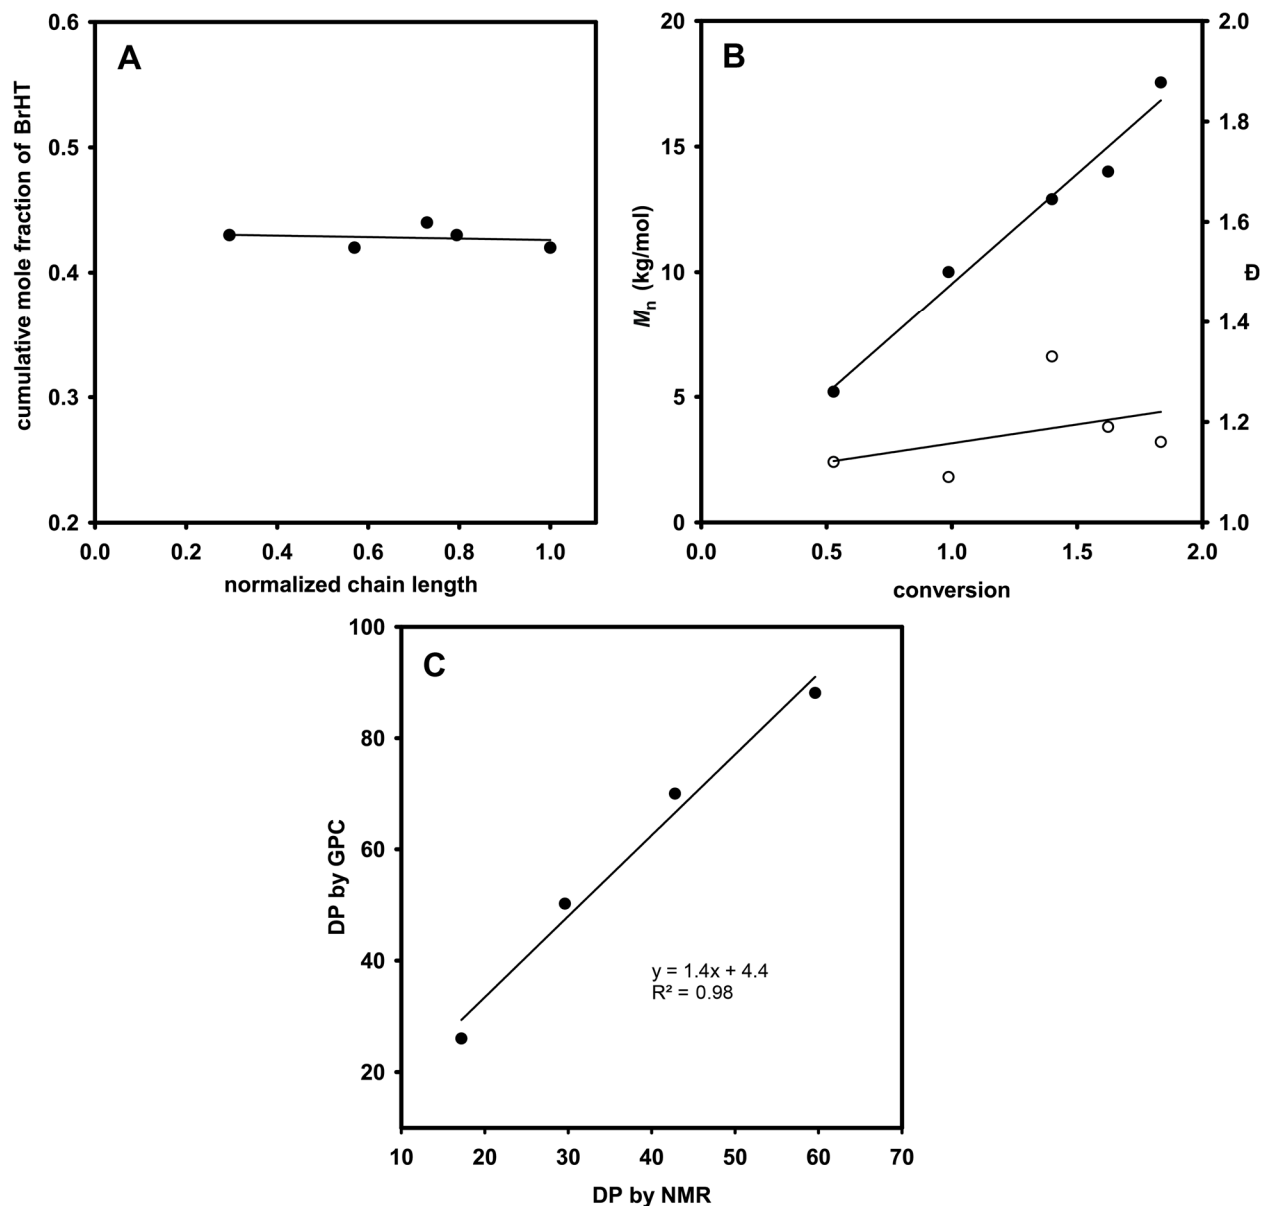 A
0.6
0.5
0.4
0.3
0.2
cumulative mole fraction of BrHT
0.0 0.2 0.4 0.6 0.8 1.0
normalized chain length
B
20
15
10
5
0
Mn (kg/mol)
2.0
1.8
1.6
1.4
1.2
1.0
Đ
0.0 0.5 1.0 1.5 2.0
conversion
C
100
80
60
40
20
DP by GPC
y = 1.4x + 4.4
R² = 0.98
10 20 30 40 50 60 70
DP by NMR